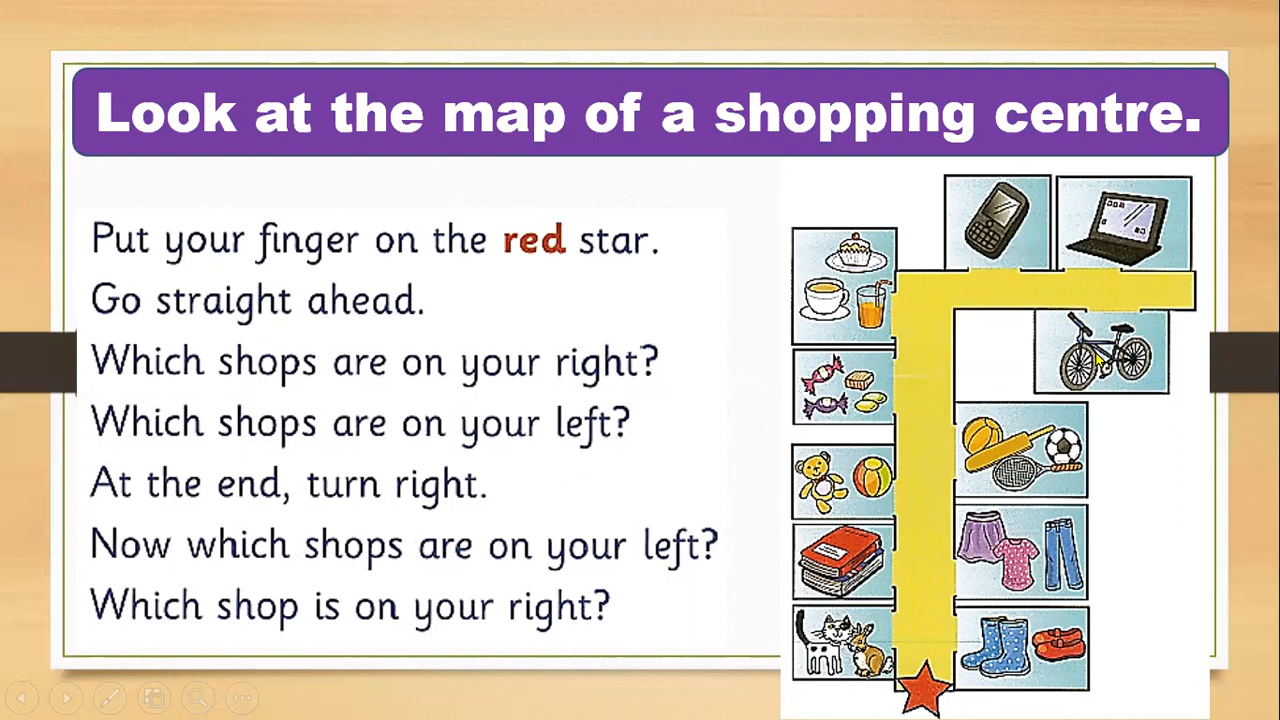 Look at the map of a shopping centre.
Put your finger on the red star.
Go straight ahead.
Which shops are on your right?
Which shops are on your left?
At the end, turn right.
Now which shops are on your left?
Which shop is on your right?